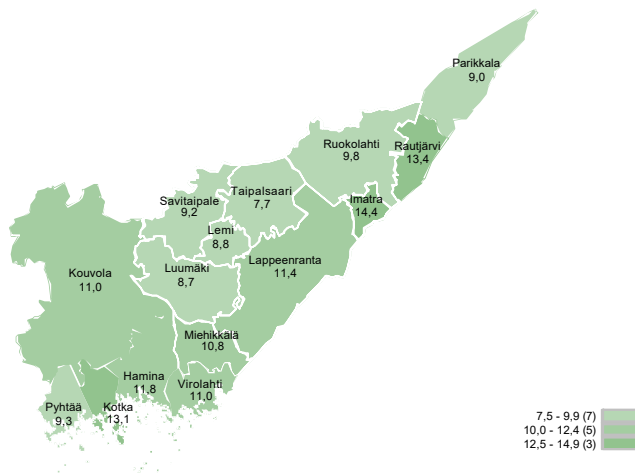 Parikkala
9,0
Ruokolahti
9,8
Rautjärvi
13,4
Taipalsaari
7,7
Imatra
14,4
Savitaipale
9,2
Lemi
8,8
Lappeenranta
11,4
Luumäki
8,7
Kouvola
11,0
Miehikkälä
10,8
Hamina
11,8
Virolahti
11,0
Pyhtää
9,3
Kotka
13,1
7,5 - 9,9 (7)
10,0 - 12,4 (5)
12,5 - 14,9 (3)